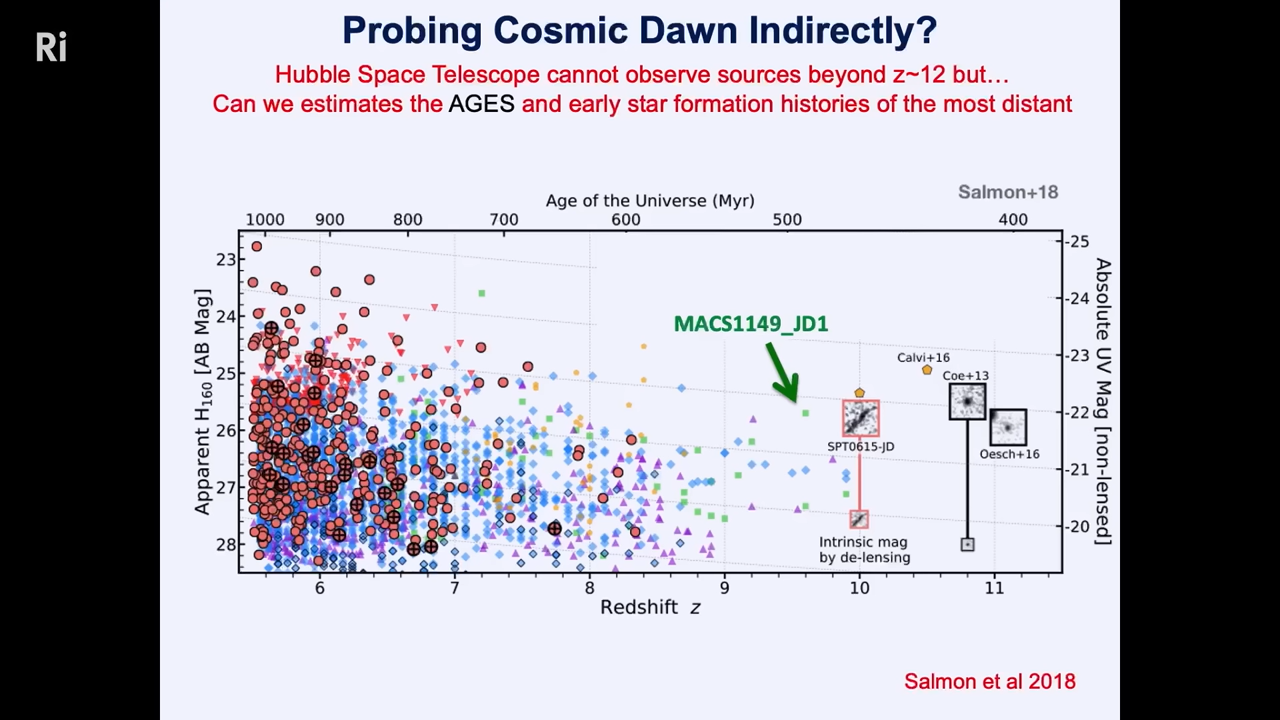 Ri
Probing Cosmic Dawn Indirectly?
Hubble Space Telescope cannot observe sources beyond z~12 but…
Can we estimates the AGES and early star formation histories of the most distant
Salmon+18
Age of the Universe (Myr)
1000 900 800 700 600 500 400
23
24
25
26
27
28
Apparent H160 [AB Mag]
-25
-24
-23
-22
-21
-20
Absolute UV Mag [non-lensed]
MACS1149_JD1
Calvi+16
Coe+13
SPT0615-JD
Oesch+16
Intrinsic mag
by de-lensing
6 7 8 9 10 11
Redshift z
Salmon et al 2018